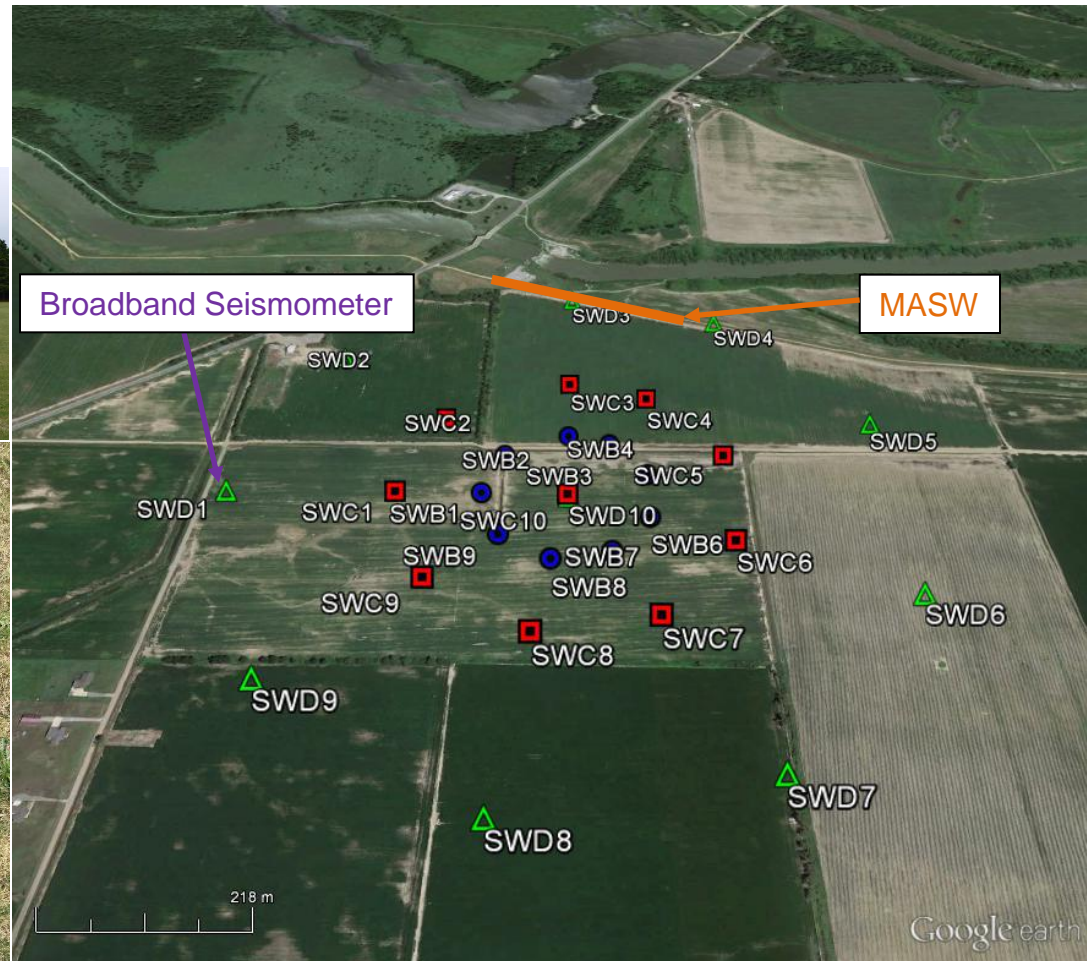 Broadband Seismometer
MASW
SWD3
SWD4
SWD2
SWC3
SWC4
SWC2
SWD5
SWB4
SWB2
SWB3
SWC5
SWD1
SWC1
SWB1
SWC10
SWD10
SWB9
SWB7
SWB6
SWC6
SWC9
SWB8
SWD6
SWC7
SWC8
SWD9
SWD7
SWD8
218 m
Google earth